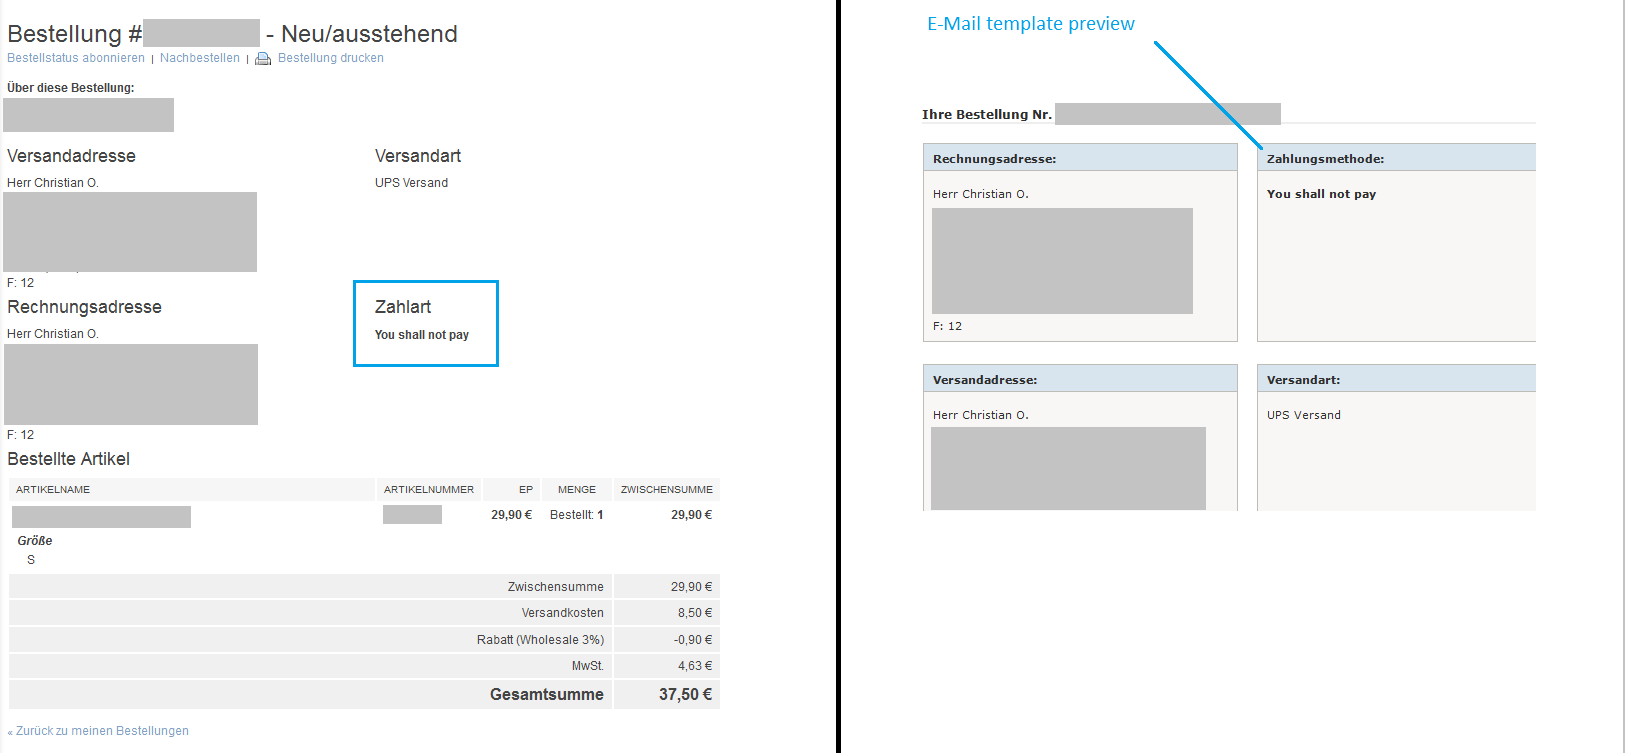 Bestellung # - Neu/ausstehend
Bestellstatus abonnieren | Nachbestellen | Bestellung drucken
Über diese Bestellung:
Versandadresse
Herr Christian O.
F: 12
Versandart
UPS Versand
Rechnungsadresse
Herr Christian O.
F: 12
Zahlart
You shall not pay
Bestellte Artikel
ARTIKELNAME ARTIKELNUMMER EP MENGE ZWISCHENSUMME
29,90 € Bestellt: 1 29,90 €
Größe
S
Zwischensumme 29,90 €
Versandkosten 8,50 €
Rabatt (Wholesale 3%) -0,90 €
MwSt. 4,63 €
Gesamtsumme 37,50 €
« Zurück zu meinen Bestellungen
E-Mail template preview
Ihre Bestellung Nr.
Rechnungsadresse:
Herr Christian O.
F: 12
Zahlungsmethode:
You shall not pay
Versandadresse:
Herr Christian O.
Versandart:
UPS Versand